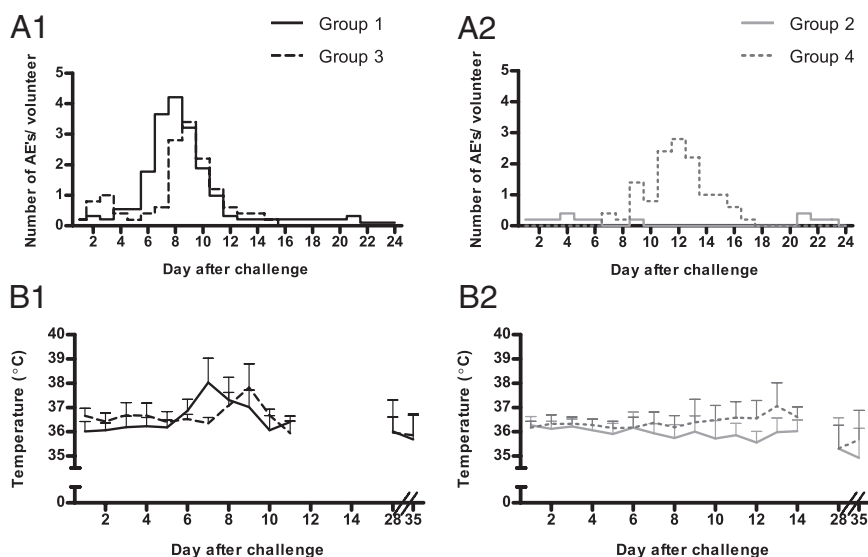 A1
Group 1
Group 3
Number of AE's/ volunteer
5
4
3
2
1
0
2 4 6 8 10 12 14 16 18 20 22 24
Day after challenge
A2
Group 2
Group 4
Number of AE's/ volunteer
5
4
3
2
1
0
2 4 6 8 10 12 14 16 18 20 22 24
Day after challenge
B1
Temperature (°C)
40
39
38
37
36
35
0
2 4 6 8 10 12 14 28 35
Day after challenge
B2
Temperature (°C)
40
39
38
37
36
35
0
2 4 6 8 10 12 14 28 35
Day after challenge